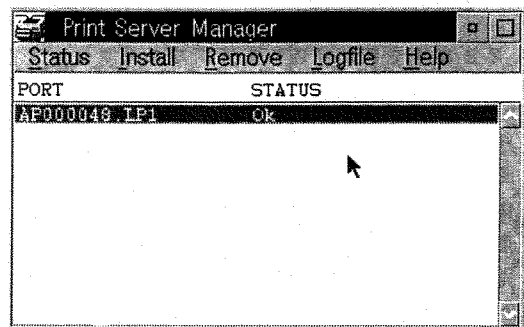 Print Server Manager
Status Install Remove Logfile Help
PORT STATUS
AP000048.LP1 Ok